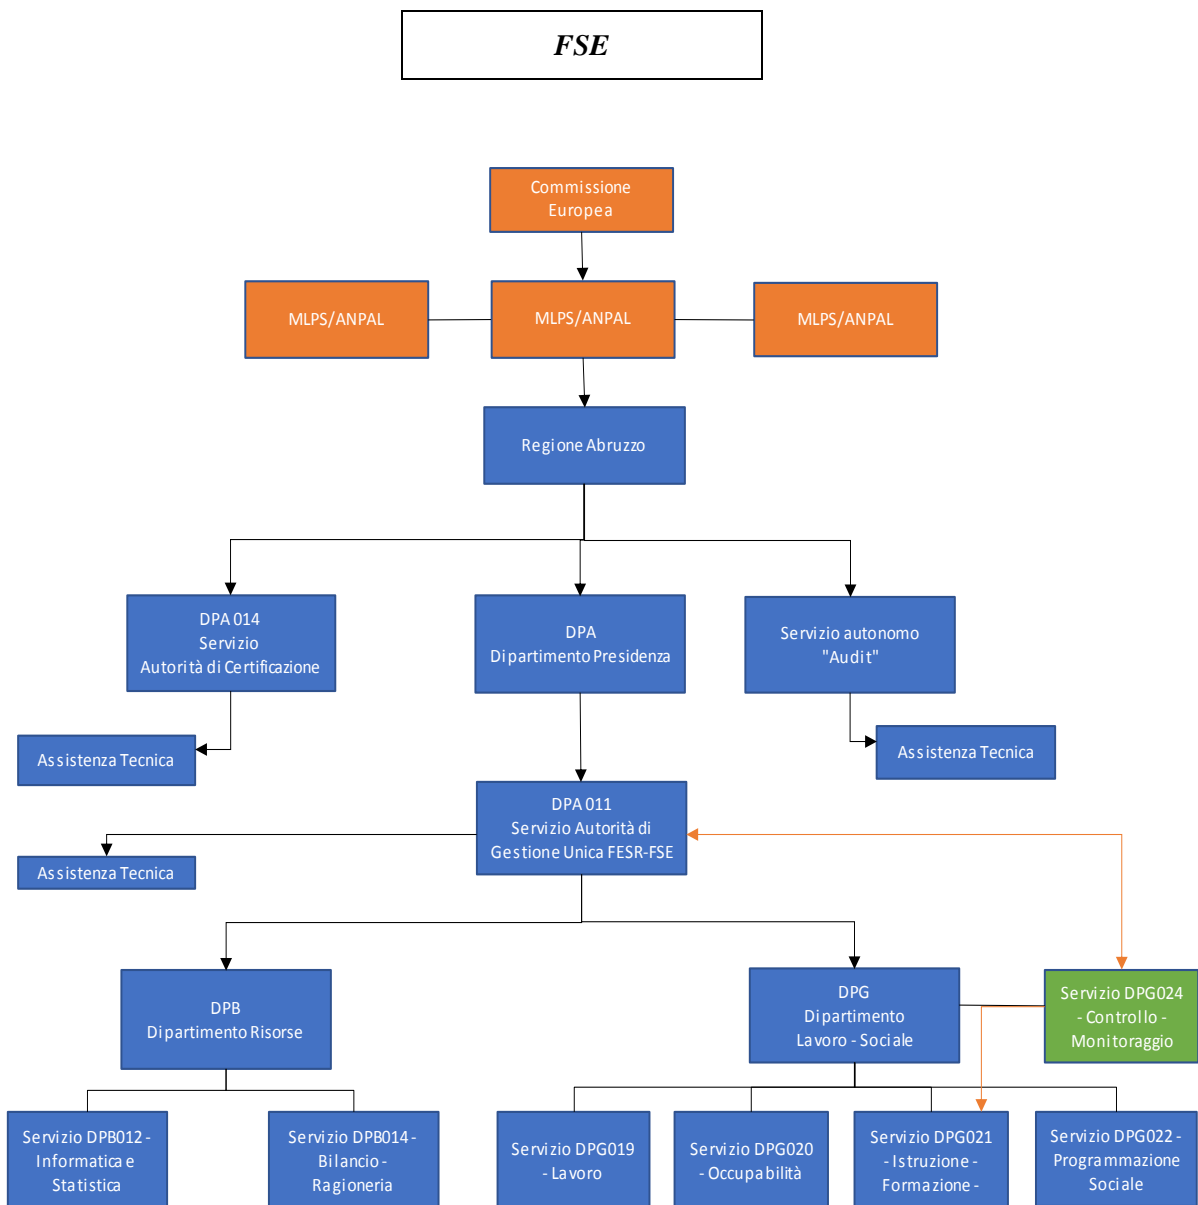 FSE
Commissione
Europea
MLPS/ANPAL
MLPS/ANPAL
MLPS/ANPAL
Regione Abruzzo
DPA 014
Servizio
Autorità di Certificazione
DPA
Dipartimento Presidenza
Servizio autonomo
"Audit"
Assistenza Tecnica
Assistenza Tecnica
DPA 011
Servizio Autorità di
Gestione Unica FESR-FSE
Assistenza Tecnica
DPB
Dipartimento Risorse
DPG
Dipartimento
Lavoro - Sociale
Servizio DPG024
- Controllo -
Monitoraggio
Servizio DPB012 -
Informatica e
Statistica
Servizio DPB014 -
Bilancio -
Ragioneria
Servizio DPG019
- Lavoro
Servizio DPG020
- Occupabilità
Servizio DPG021
- Istruzione -
Formazione -
Servizio DPG022 -
Programmazione
Sociale